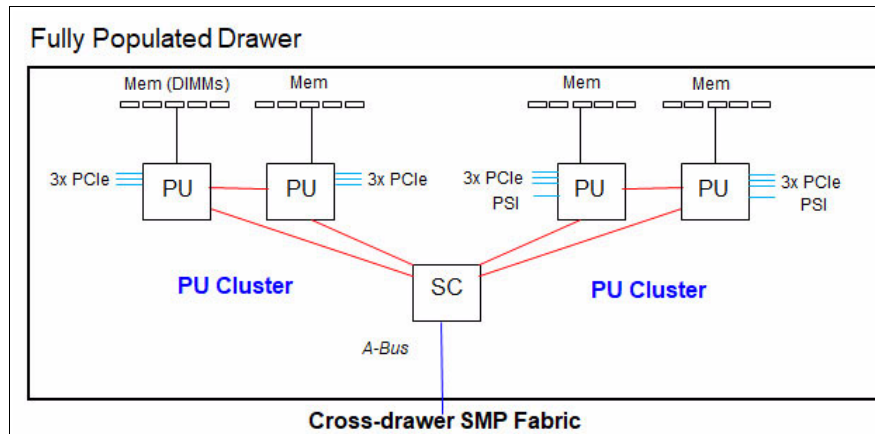 Fully Populated Drawer
Mem (DIMMs)
Mem
Mem
Mem
3x PCIe
PU
PU
3x PCIe
3x PCIe
PSI
PU
PU
3x PCIe
PSI
PU Cluster
SC
PU Cluster
A-Bus
Cross-drawer SMP Fabric